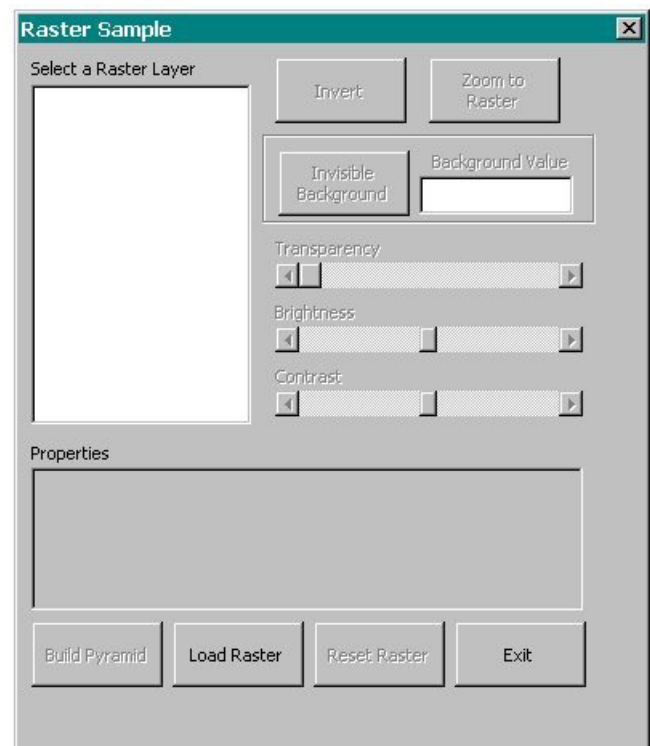 Raster Sample
Select a Raster Layer
Invert
Zoom to
Raster
Invisible
Background
Background Value
Transparency
Brightness
Contrast
Properties
Build Pyramid
Load Raster
Reset Raster
Exit